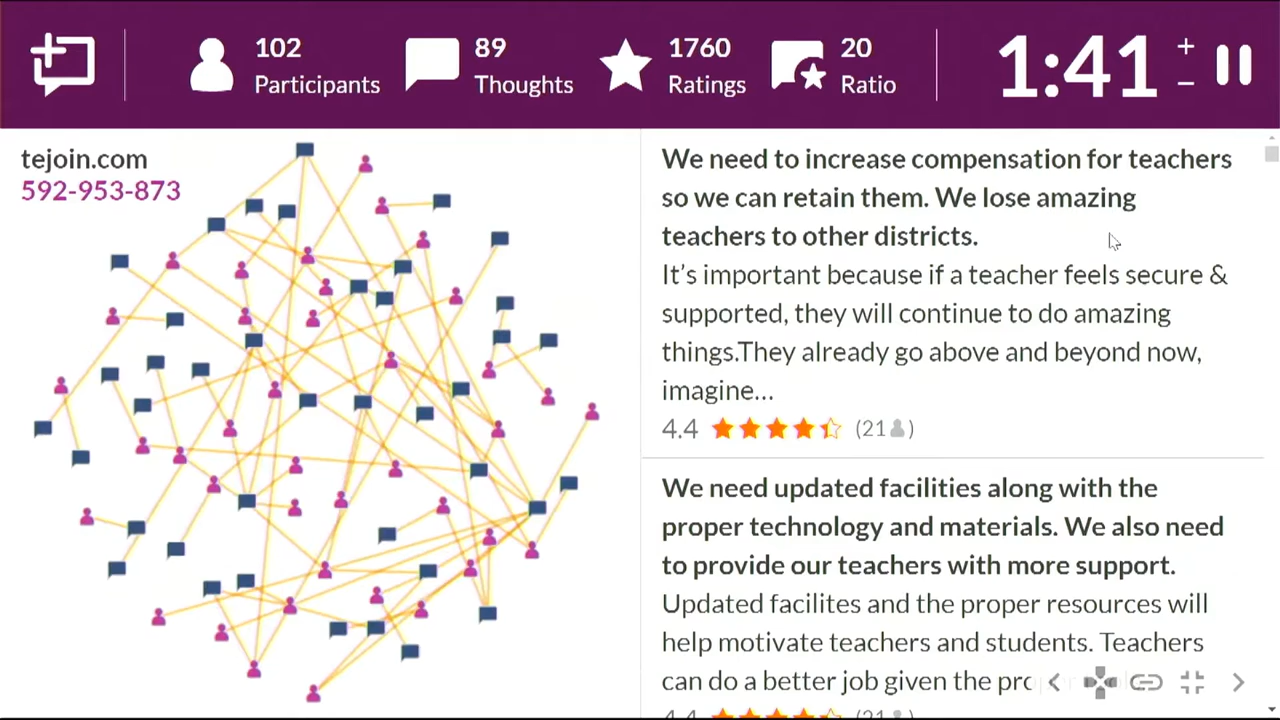 102
Participants
89
Thoughts
1760
Ratings
20
Ratio
1:41
+
−
tejoin.com
592-953-873
We need to increase compensation for teachers
so we can retain them. We lose amazing
teachers to other districts.
It's important because if a teacher feels secure &
supported, they will continue to do amazing
things.They already go above and beyond now,
imagine...
4.4
(21)
We need updated facilities along with the
proper technology and materials. We also need
to provide our teachers with more support.
Updated facilites and the proper resources will
help motivate teachers and students. Teachers
can do a better job given the
4.4 (21)